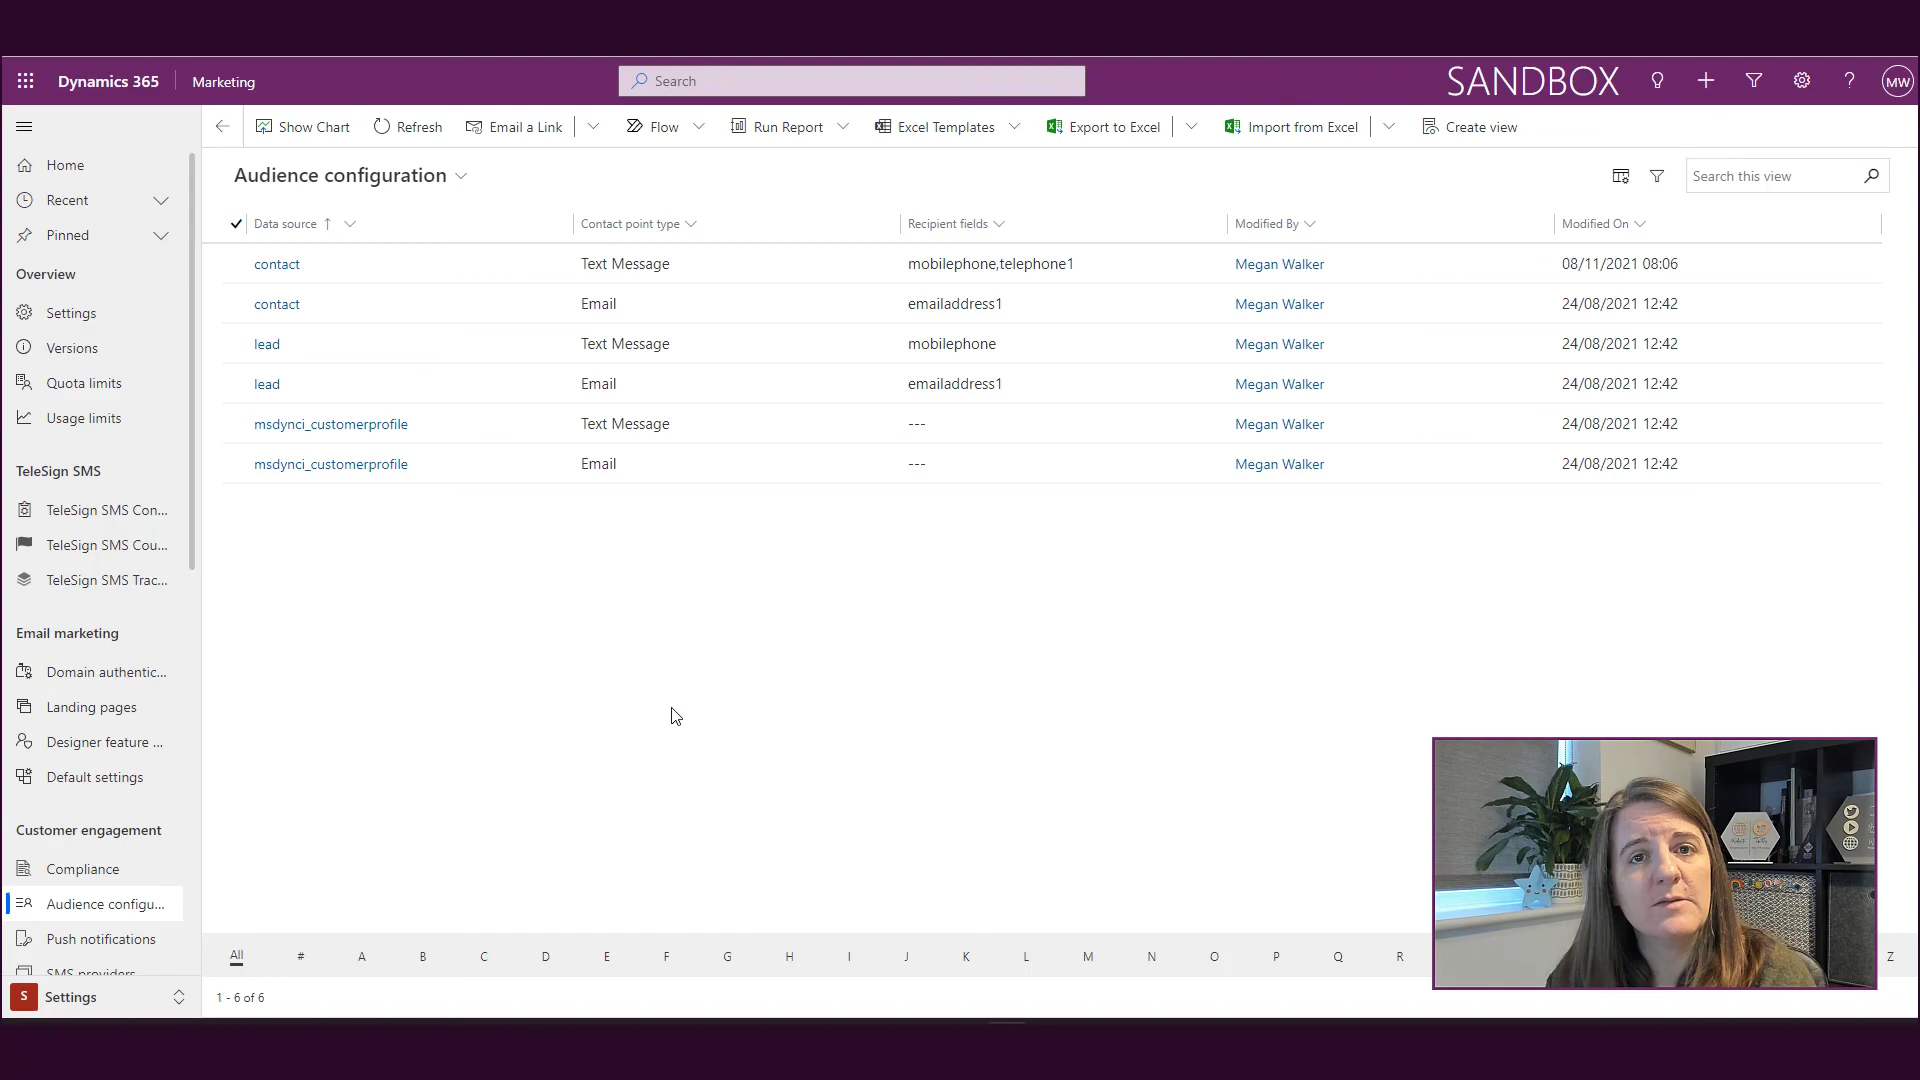 Dynamics 365 Marketing Search SANDBOX MW
Show Chart Refresh Email a Link Flow Run Report Excel Templates Export to Excel Import from Excel Create view
Audience configuration Search this view
Data source ↑ Contact point type Recipient fields Modified By Modified On
contact Text Message mobilephone,telephone1 Megan Walker 08/11/2021 08:06
contact Email emailaddress1 Megan Walker 24/08/2021 12:42
lead Text Message mobilephone Megan Walker 24/08/2021 12:42
lead Email emailaddress1 Megan Walker 24/08/2021 12:42
msdynci_customerprofile Text Message --- Megan Walker 24/08/2021 12:42
msdynci_customerprofile Email --- Megan Walker 24/08/2021 12:42
Home
Recent
Pinned
Overview
Settings
Versions
Quota limits
Usage limits
TeleSign SMS
TeleSign SMS Con...
TeleSign SMS Cou...
TeleSign SMS Trac...
Email marketing
Domain authentic...
Landing pages
Designer feature ...
Default settings
Customer engagement
Compliance
Audience configu...
Push notifications
SMS providers
S Settings
All # A B C D E F G H I J K L M N O P Q R Z
1 - 6 of 6